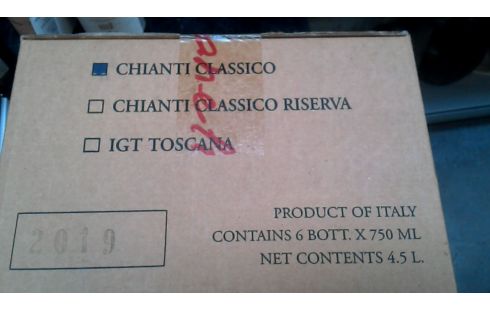 CHIANTI CLASSICO
CHIANTI CLASSICO RISERVA
IGT TOSCANA
2019
PRODUCT OF ITALY
CONTAINS 6 BOTT. X 750 ML
NET CONTENTS 4.5 L.